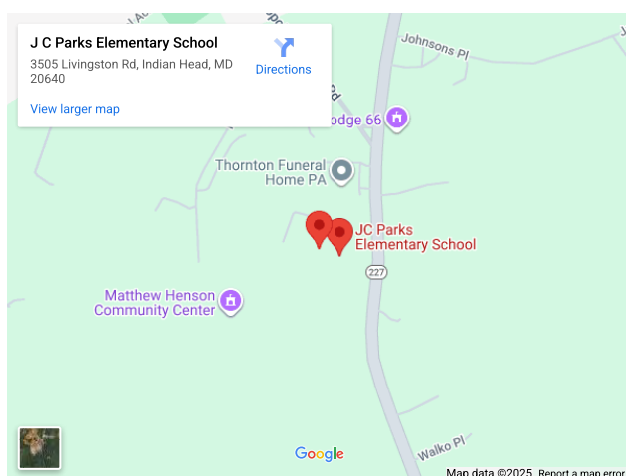 J C Parks Elementary School
3505 Livingston Rd, Indian Head, MD
20640
Directions
View larger map
Johnsons Pl
odge 66
Thornton Funeral
Home PA
JC Parks
Elementary School
227
Matthew Henson
Community Center
Walko Pl
Google
Map data ©2025 Report a map error